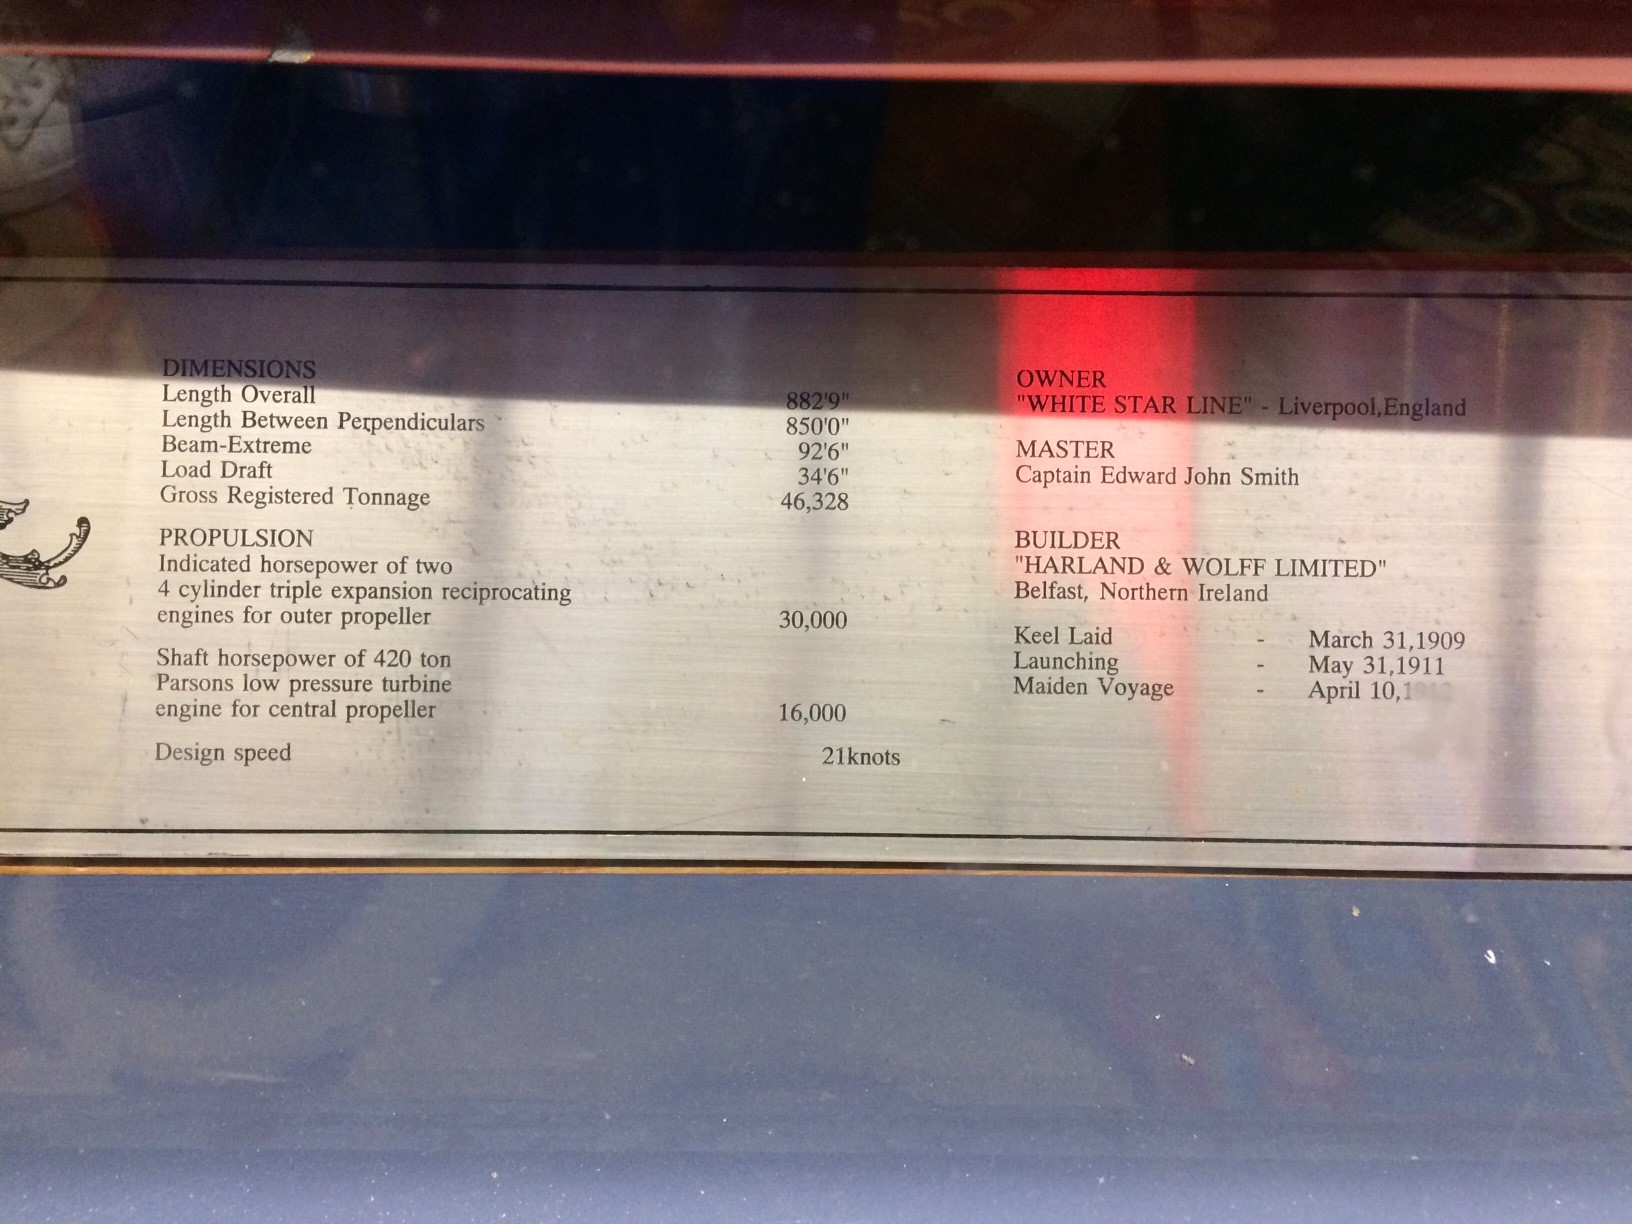 DIMENSIONS
Length Overall 882'9"
Length Between Perpendiculars 850'0"
Beam-Extreme 92'6"
Load Draft 34'6"
Gross Registered Tonnage 46,328
PROPULSION
Indicated horsepower of two
4 cylinder triple expansion reciprocating
engines for outer propeller 30,000
Shaft horsepower of 420 ton
Parsons low pressure turbine
engine for central propeller 16,000
Design speed 21knots
OWNER
"WHITE STAR LINE" - Liverpool,England
MASTER
Captain Edward John Smith
BUILDER
"HARLAND & WOLFF LIMITED"
Belfast, Northern Ireland
Keel Laid - March 31,1909
Launching - May 31,1911
Maiden Voyage - April 10,1912